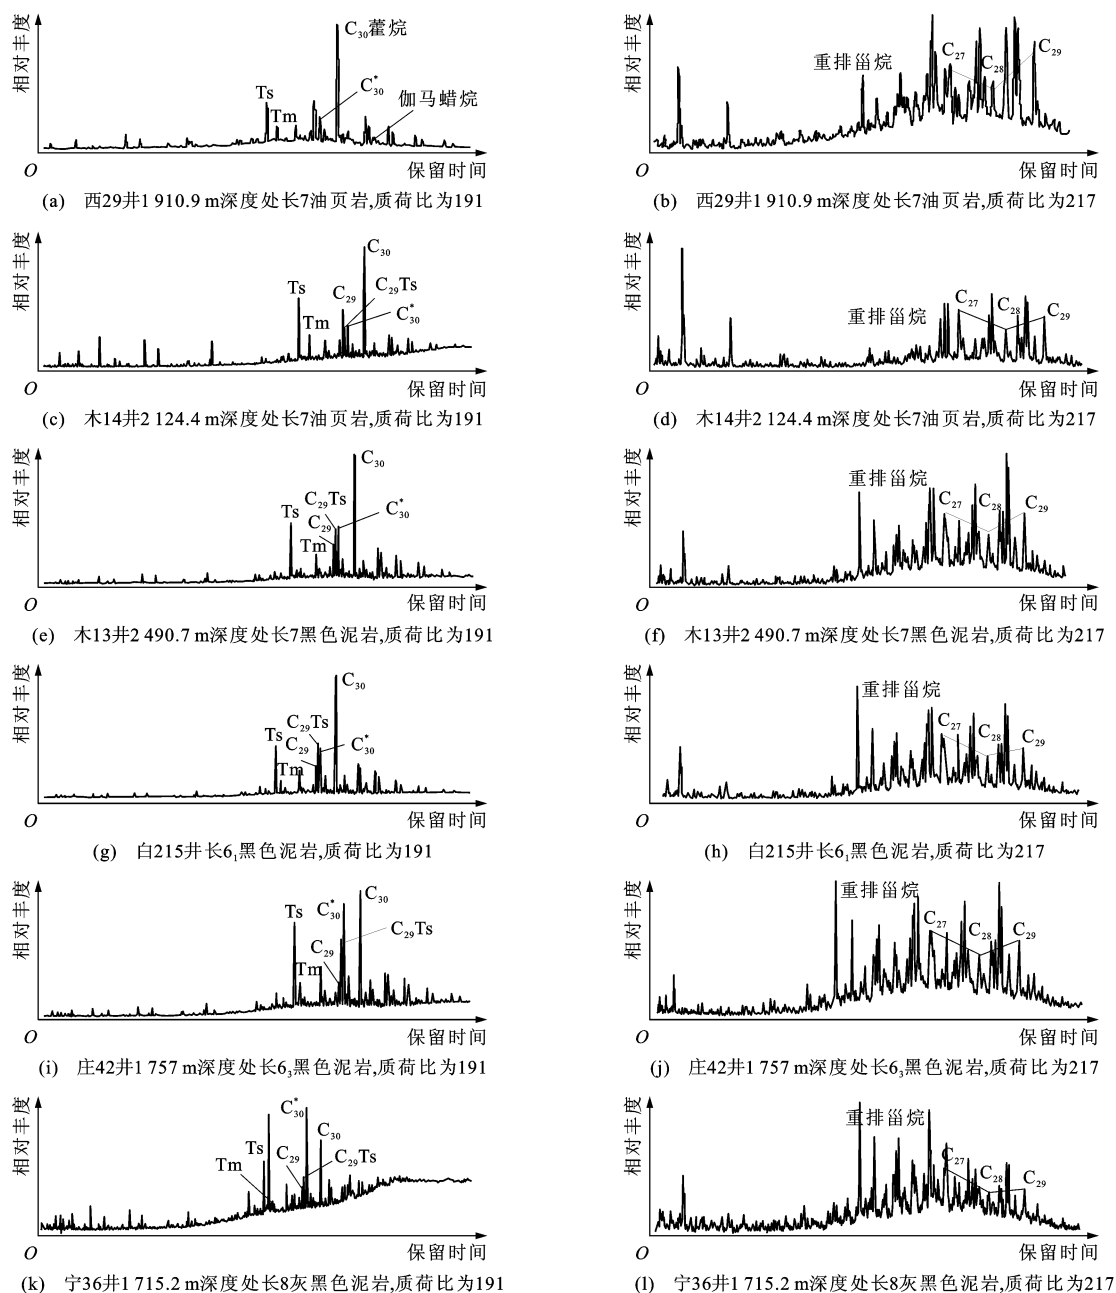 相对丰度
C₃₀藿烷
Ts
Tm
C₃₀*
伽马蜡烷
O
保留时间
(a) 西29井1 910.9 m深度处长7油页岩,质荷比为191
相对丰度
重排甾烷
C₂₇
C₂₈
C₂₉
O
保留时间
(b) 西29井1 910.9 m深度处长7油页岩,质荷比为217
相对丰度
C₃₀
Ts
C₂₉
C₂₉Ts
Tm
C₃₀*
O
保留时间
(c) 木14井2 124.4 m深度处长7油页岩,质荷比为191
相对丰度
重排甾烷
C₂₇
C₂₈
C₂₉
O
保留时间
(d) 木14井2 124.4 m深度处长7油页岩,质荷比为217
相对丰度
C₃₀
C₂₉Ts
Ts
C₂₉
C₃₀*
Tm
O
保留时间
(e) 木13井2 490.7 m深度处长7黑色泥岩,质荷比为191
相对丰度
重排甾烷
C₂₇
C₂₈
C₂₉
O
保留时间
(f) 木13井2 490.7 m深度处长7黑色泥岩,质荷比为217
相对丰度
C₃₀
C₂₉Ts
Ts
C₂₉
C₃₀*
Tm
O
保留时间
(g) 白215井长6₁黑色泥岩,质荷比为191
相对丰度
重排甾烷
C₂₇
C₂₈
C₂₉
O
保留时间
(h) 白215井长6₁黑色泥岩,质荷比为217
相对丰度
C₃₀
Ts
C₃₀*
C₂₉Ts
C₂₉
Tm
O
保留时间
(i) 庄42井1 757 m深度处长6₃黑色泥岩,质荷比为191
相对丰度
重排甾烷
C₂₇
C₂₈
C₂₉
O
保留时间
(j) 庄42井1 757 m深度处长6₃黑色泥岩,质荷比为217
相对丰度
C₃₀*
C₃₀
Ts
C₂₉
C₂₉Ts
Tm
O
保留时间
(k) 宁36井1 715.2 m深度处长8灰黑色泥岩,质荷比为191
相对丰度
重排甾烷
C₂₇
C₂₈
C₂₉
O
保留时间
(l) 宁36井1 715.2 m深度处长8灰黑色泥岩,质荷比为217